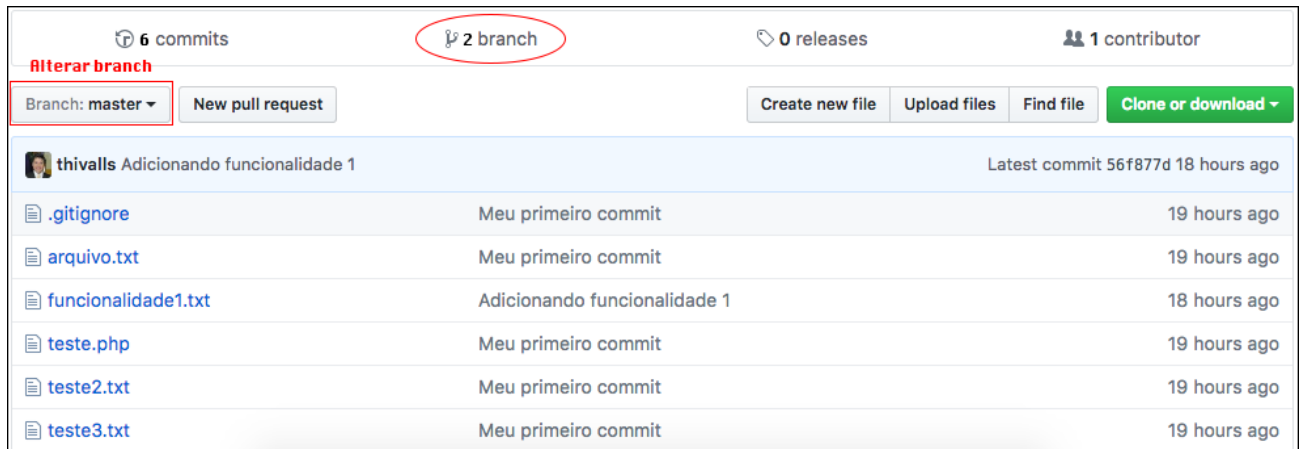 6 commits 2 branch 0 releases 1 contributor
Alterar branch
Branch: master New pull request Create new file Upload files Find file Clone or download
thivalls Adicionando funcionalidade 1 Latest commit 56f877d 18 hours ago
.gitignore Meu primeiro commit 19 hours ago
arquivo.txt Meu primeiro commit 19 hours ago
funcionalidade1.txt Adicionando funcionalidade 1 18 hours ago
teste.php Meu primeiro commit 19 hours ago
teste2.txt Meu primeiro commit 19 hours ago
teste3.txt Meu primeiro commit 19 hours ago